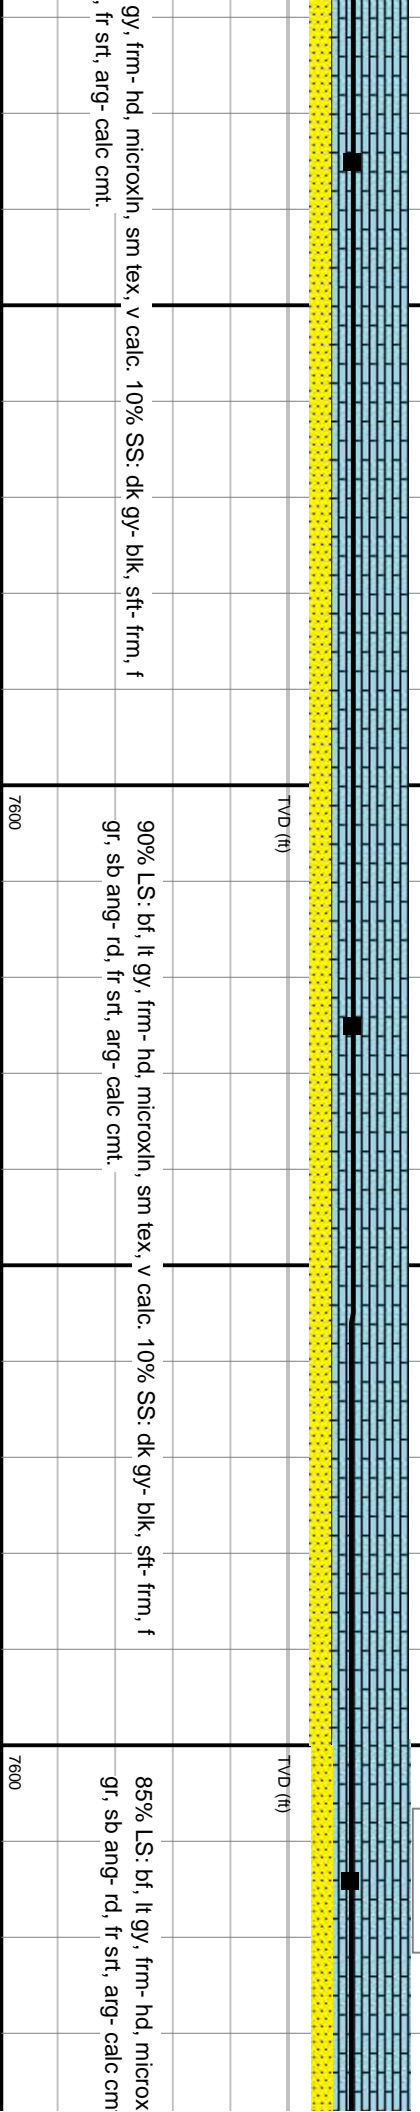 gy, frm- hd, microxln, sm tex, v calc. 10% SS: dk gy- blk, sft- frm, f
, fr srt, arg- calc cmt.
TVD (ft)
7600
90% LS: bf, lt gy, frm- hd, microxln, sm tex, v calc. 10% SS: dk gy- blk, sft- frm, f
gr, sb ang- rd, fr srt, arg- calc cmt.
TVD (ft)
7600
85% LS: bf, lt gy, frm- hd, microx
gr, sb ang- rd, fr srt, arg- calc cm